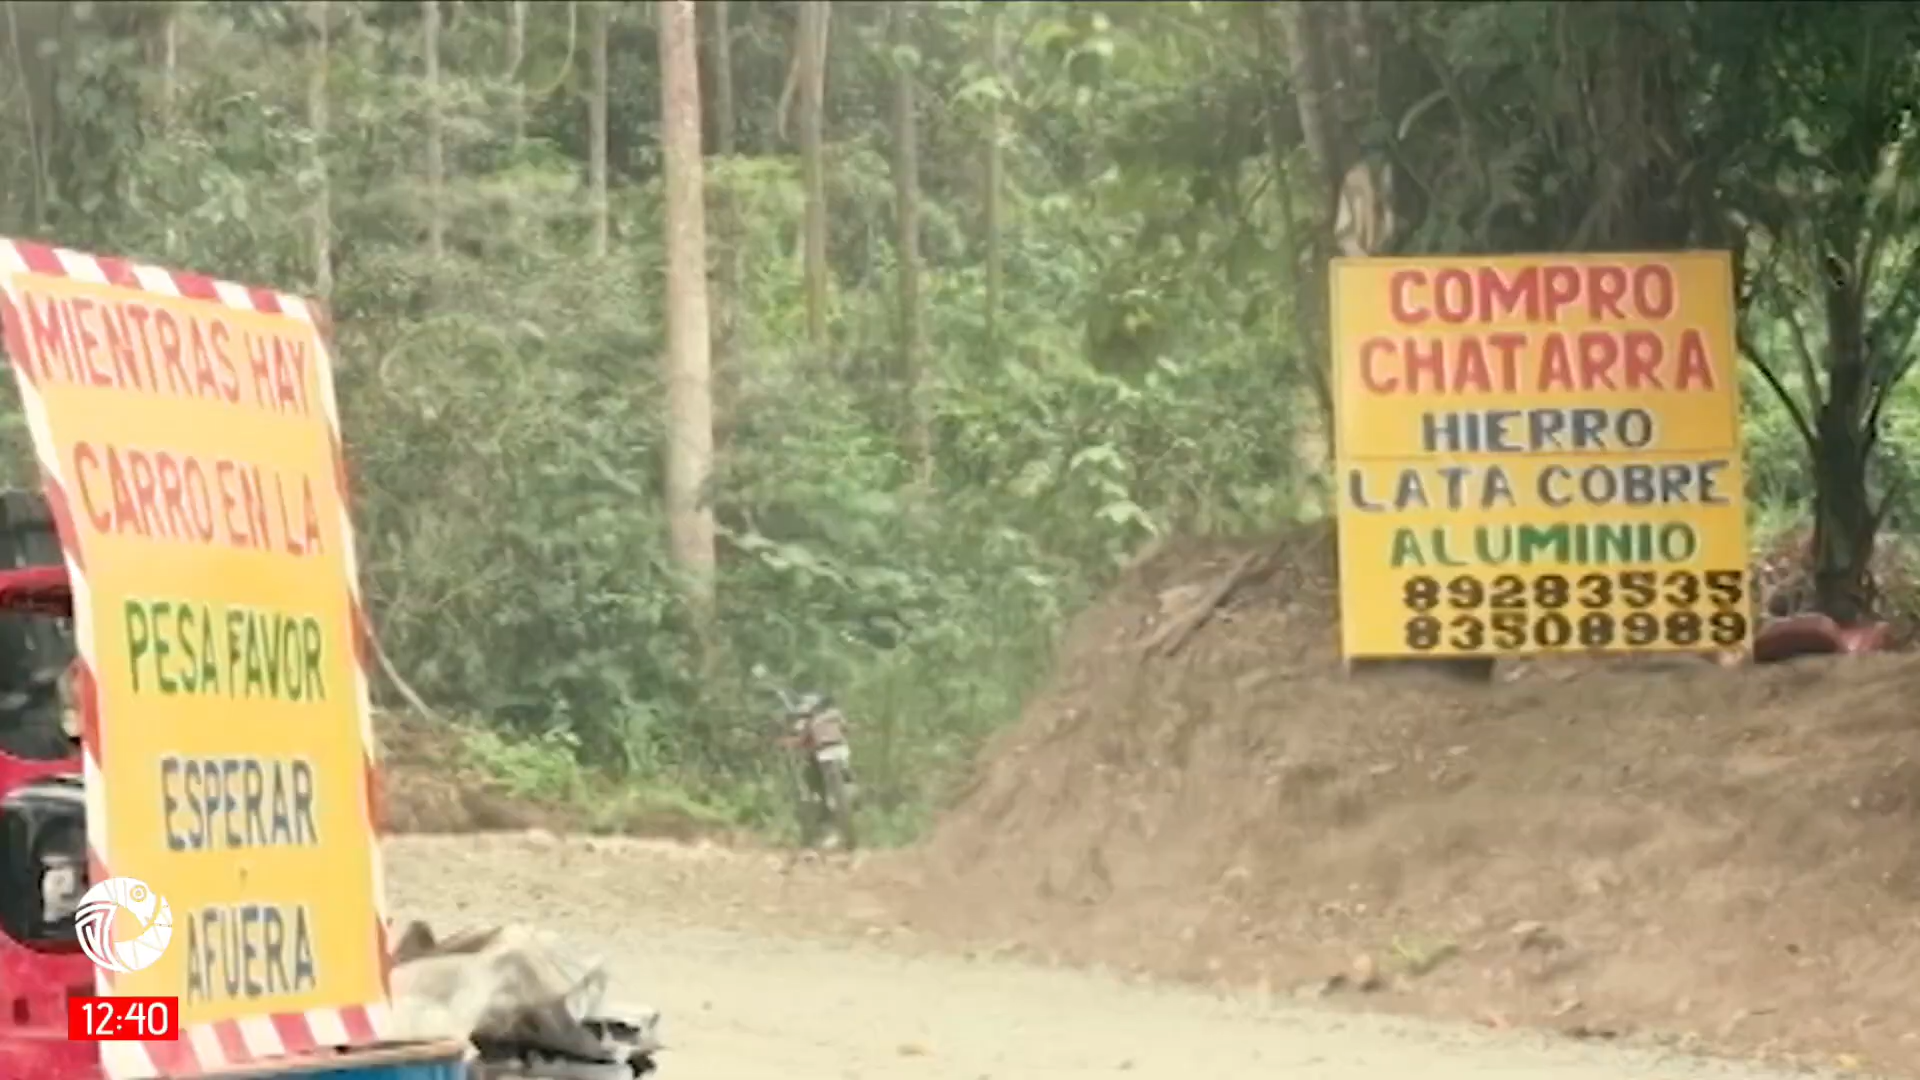 MIENTRAS HAY
CARRO EN LA
PESA FAVOR
ESPERAR
AFUERA
COMPRO
CHATARRA
HIERRO
LATA COBRE
ALUMINIO
89283535
83508989
12:40